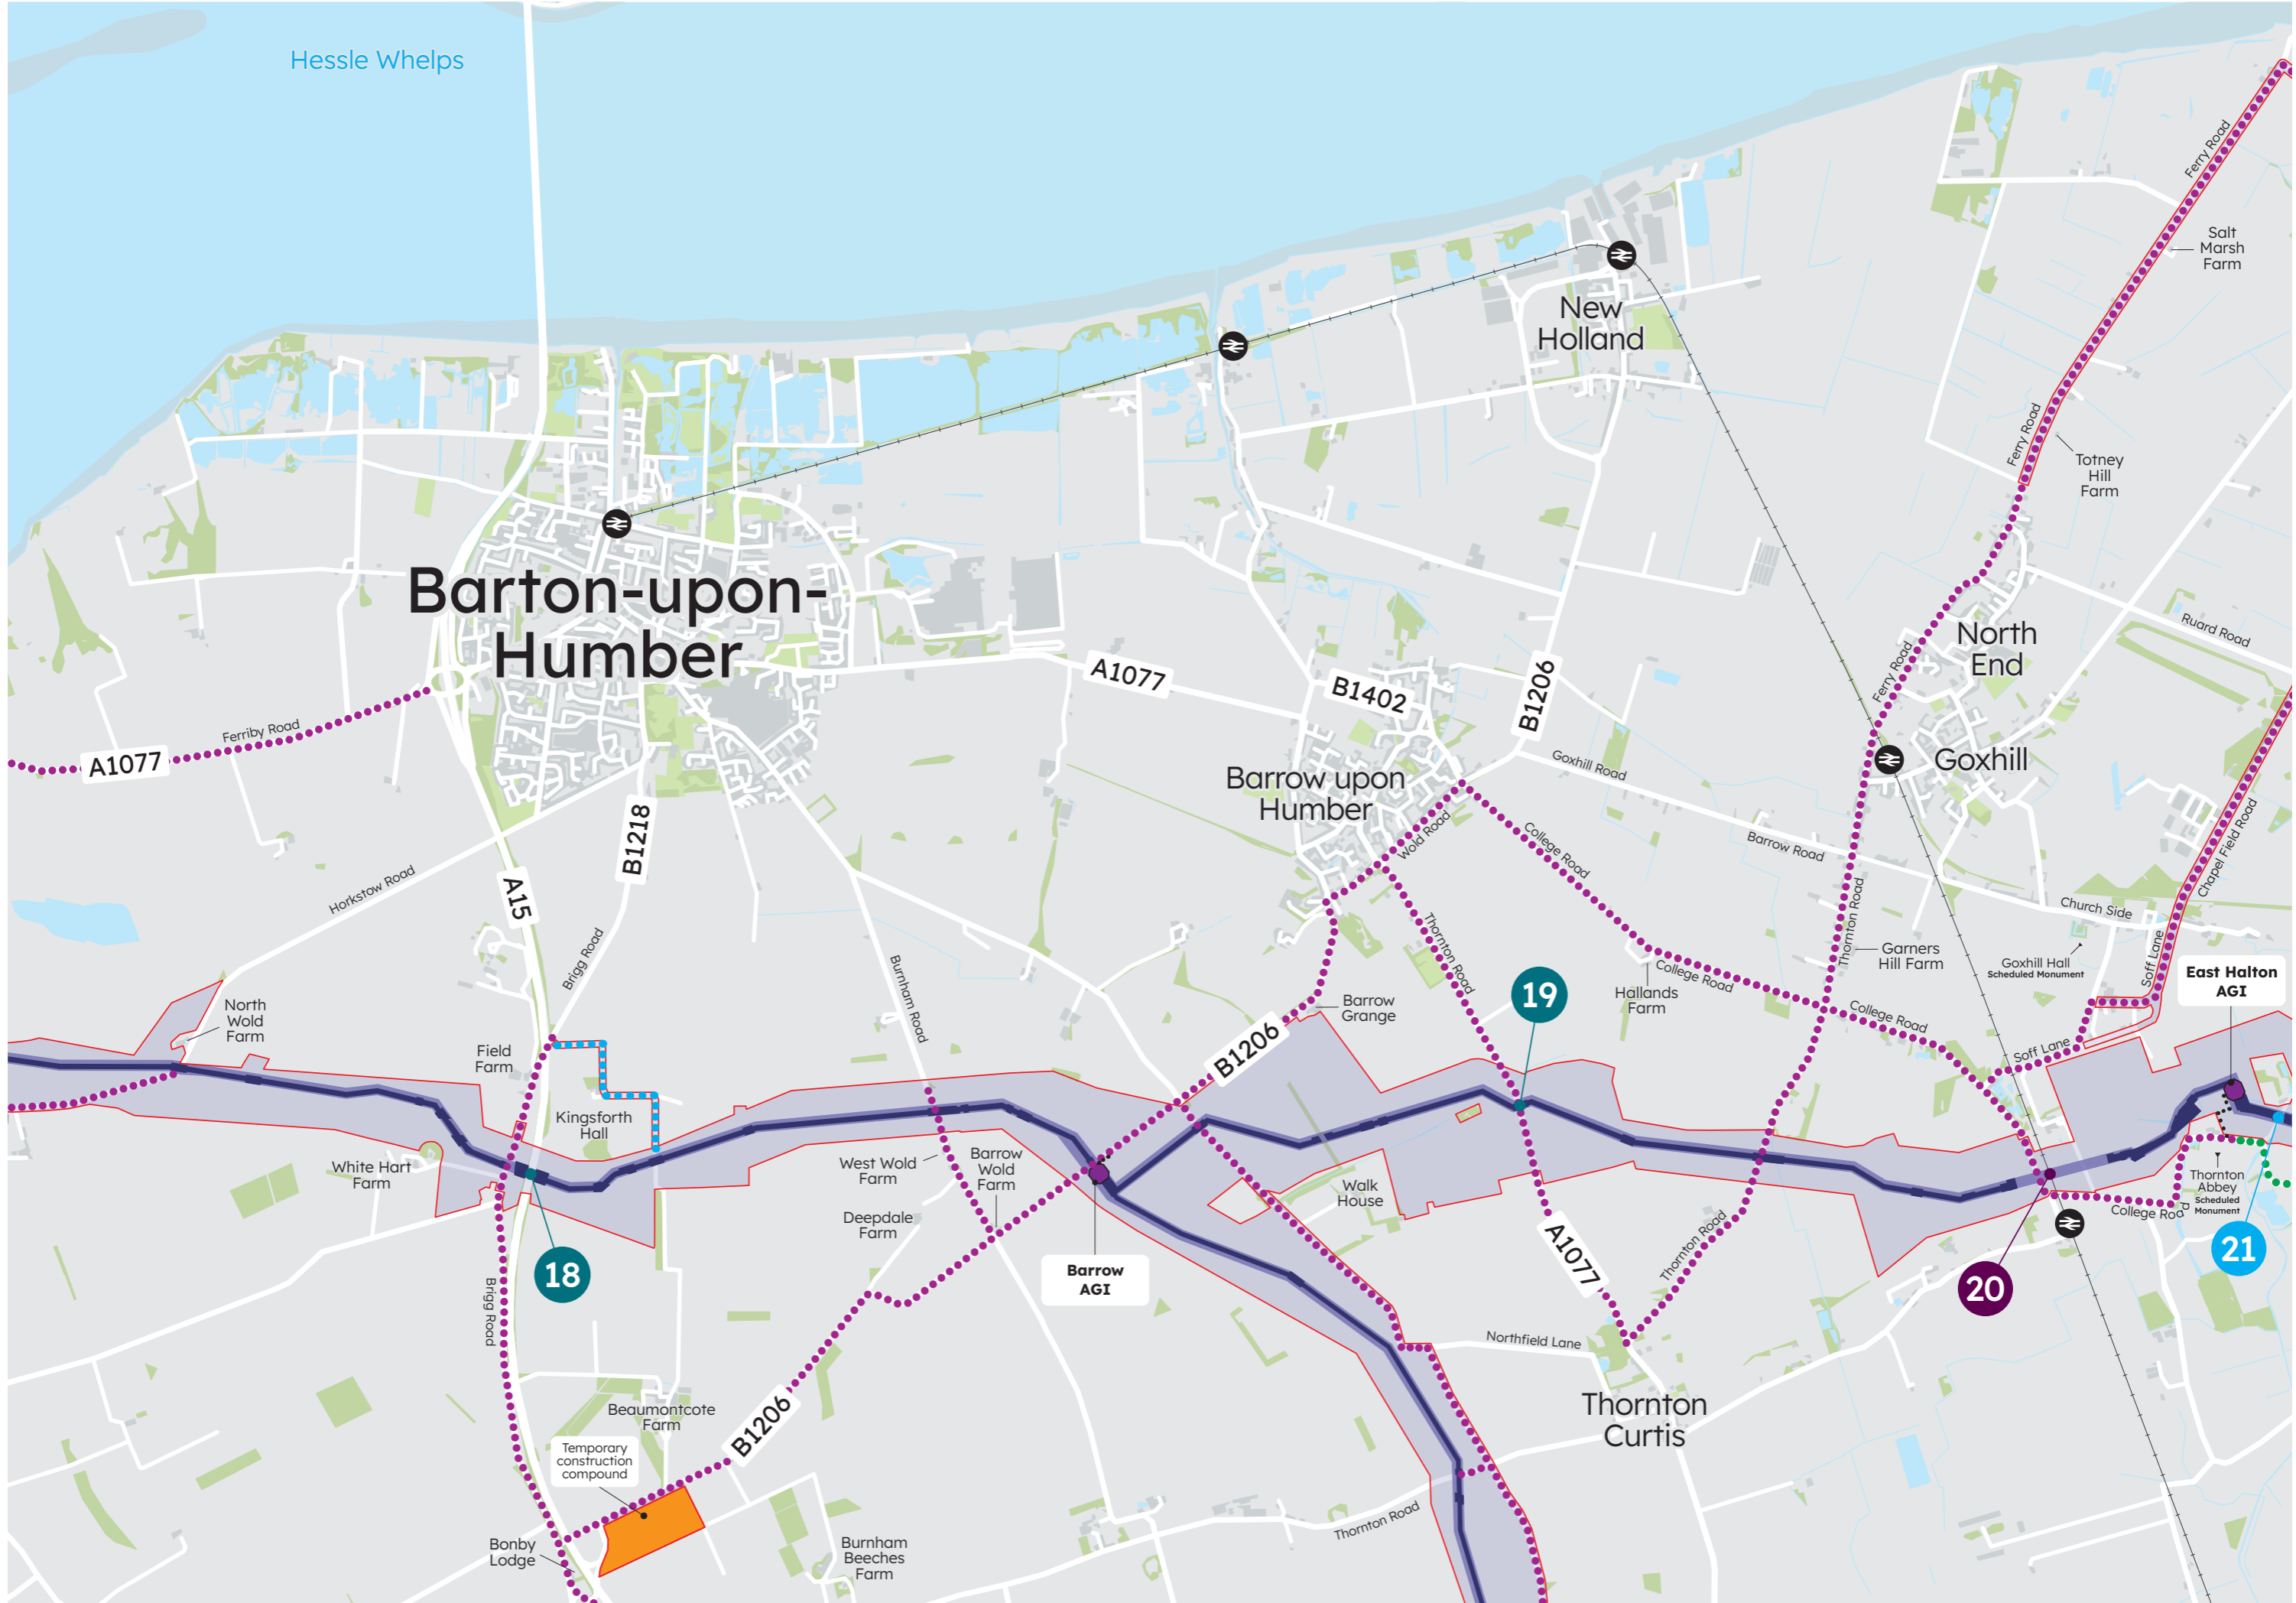 Hessle Whelps
Ferry Road
Salt
Marsh
Farm
New
Holland
Ferry Road
Totney
Hill
Farm
Barton-upon-
Humber
Ruard Road
North
End
Ferry Road
A1077
B1402
B1206
Ferriby Road
A1077
Goxhill Road
Goxhill
Barrow upon
Humber
B1218
Wold Road
College Road
Barrow Road
Chapel Field Road
Horkstow Road
A15
Thornton Road
Church Side
Brigg Road
Burnham Road
Thornton Road
Garners
Hill Farm
Soff Lane
Goxhill Hall
Scheduled Monument
East Halton
AGI
College Road
Hallands
Farm
19
North
Wold
Farm
Barrow
Grange
College Road
B1206
Soff Lane
Field
Farm
Kingsforth
Hall
White Hart
Farm
West Wold
Farm
Barrow
Wold
Farm
Walk
House
Thornton
Abbey
Scheduled
Monument
College Road
Deepdale
Farm
A1077
Thornton Road
21
18
Barrow
AGI
20
Brigg Road
Northfield Lane
Thornton
Curtis
Beaumontcote
Farm
B1206
Temporary
construction
compound
Thornton Road
Bonby
Lodge
Burnham
Beeches
Farm